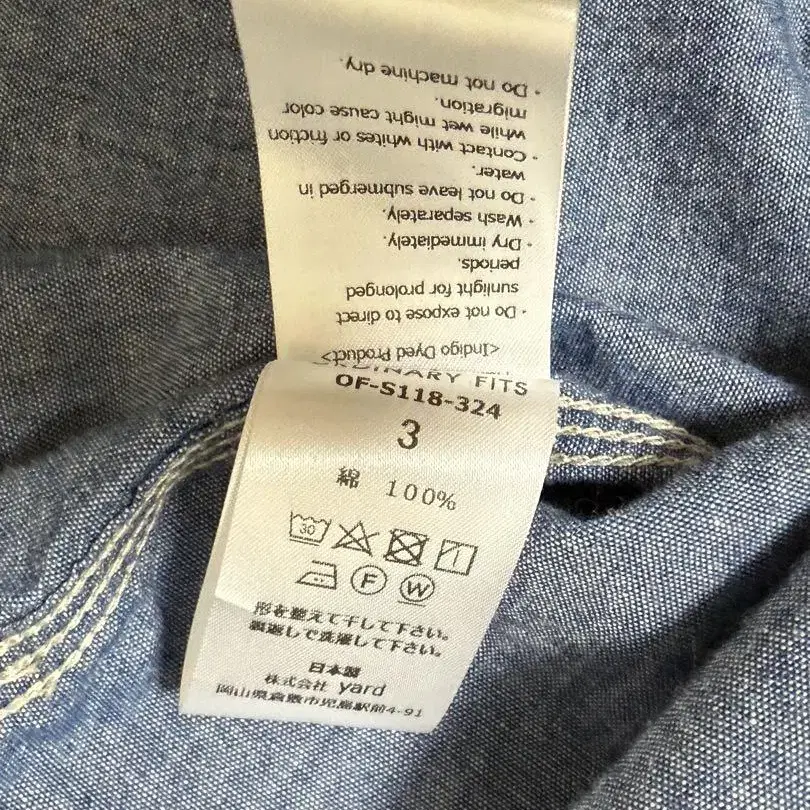 <Indigo Dyed Product>
・Do not expose to direct
sunlight for prolonged
periods.
・Dry immediately.
・Wash separately.
・Do not leave submerged in
water.
・Contact with whites or friction
while wet might cause color
migration.
・Do not machine dry.
ORDINARY FITS
OF-S118-324
3
綿 100%
30
F W
形を整えて干して下さい。
裏返しで洗濯して下さい。
日本製
株式会社 yard
岡山県倉敷市児島駅前4-91